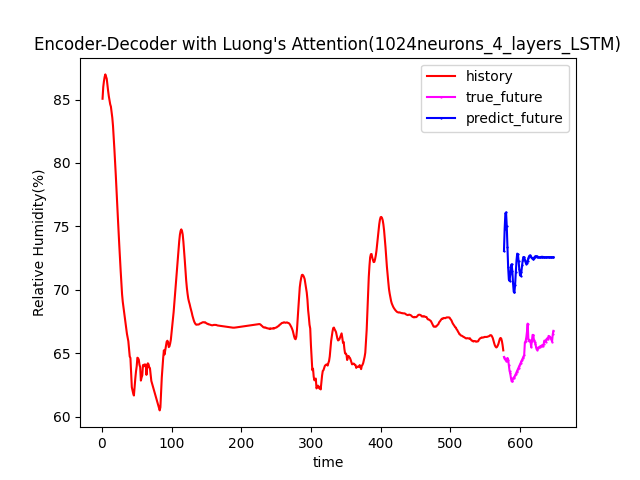 Encoder-Decoder with Luong's Attention(1024neurons_4_layers_LSTM)
history
true_future
predict_future
Relative Humidity(%)
85
80
75
70
65
60
0 100 200 300 400 500 600
time